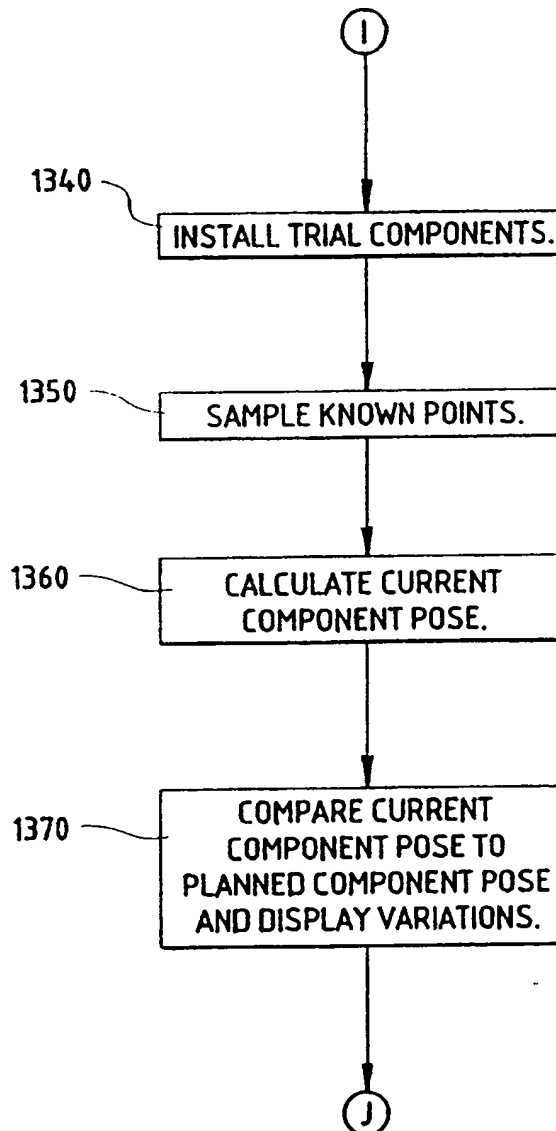 I
1340
INSTALL TRIAL COMPONENTS.
1350
SAMPLE KNOWN POINTS.
1360
CALCULATE CURRENT
COMPONENT POSE.
1370
COMPARE CURRENT
COMPONENT POSE TO
PLANNED COMPONENT POSE
AND DISPLAY VARIATIONS.
J